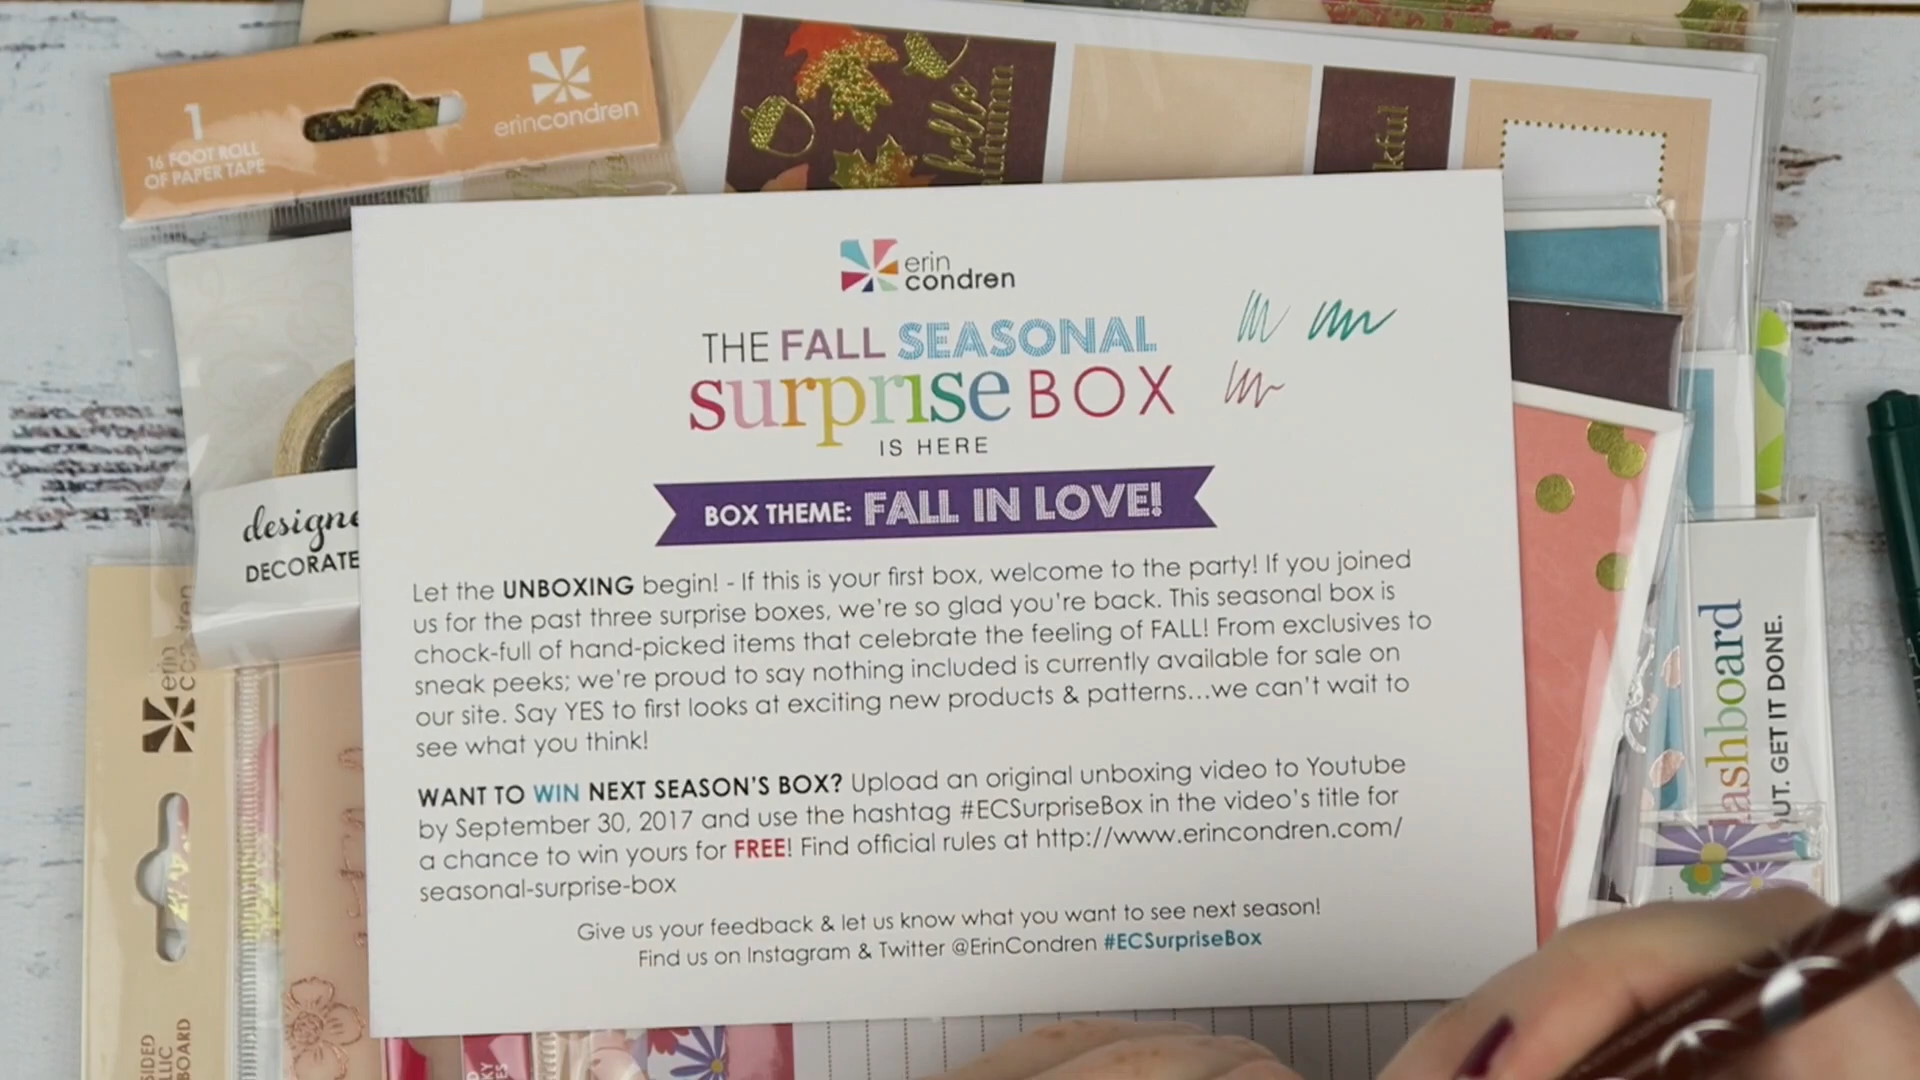 1
16 FOOT ROLL
OF PAPER TAPE
erincondren
hello
autumn
erin
condren
THE FALL SEASONAL
surprise BOX
IS HERE
BOX THEME: FALL IN LOVE!
Let the UNBOXING begin! - If this is your first box, welcome to the party! If you joined
us for the past three surprise boxes, we're so glad you're back. This seasonal box is
chock-full of hand-picked items that celebrate the feeling of FALL! From exclusives to
sneak peeks; we're proud to say nothing included is currently available for sale on
our site. Say YES to first looks at exciting new products & patterns...we can't wait to
see what you think!
WANT TO WIN NEXT SEASON'S BOX? Upload an original unboxing video to Youtube
by September 30, 2017 and use the hashtag #ECSurpriseBox in the video's title for
a chance to win yours for FREE! Find official rules at http://www.erincondren.com/
seasonal-surprise-box
Give us your feedback & let us know what you want to see next season!
Find us on Instagram & Twitter @ErinCondren #ECSurpriseBox
designe
DECORATE
erin
condren
SIDED
LLIC
BOARD
ashboard
UT. GET IT DONE.